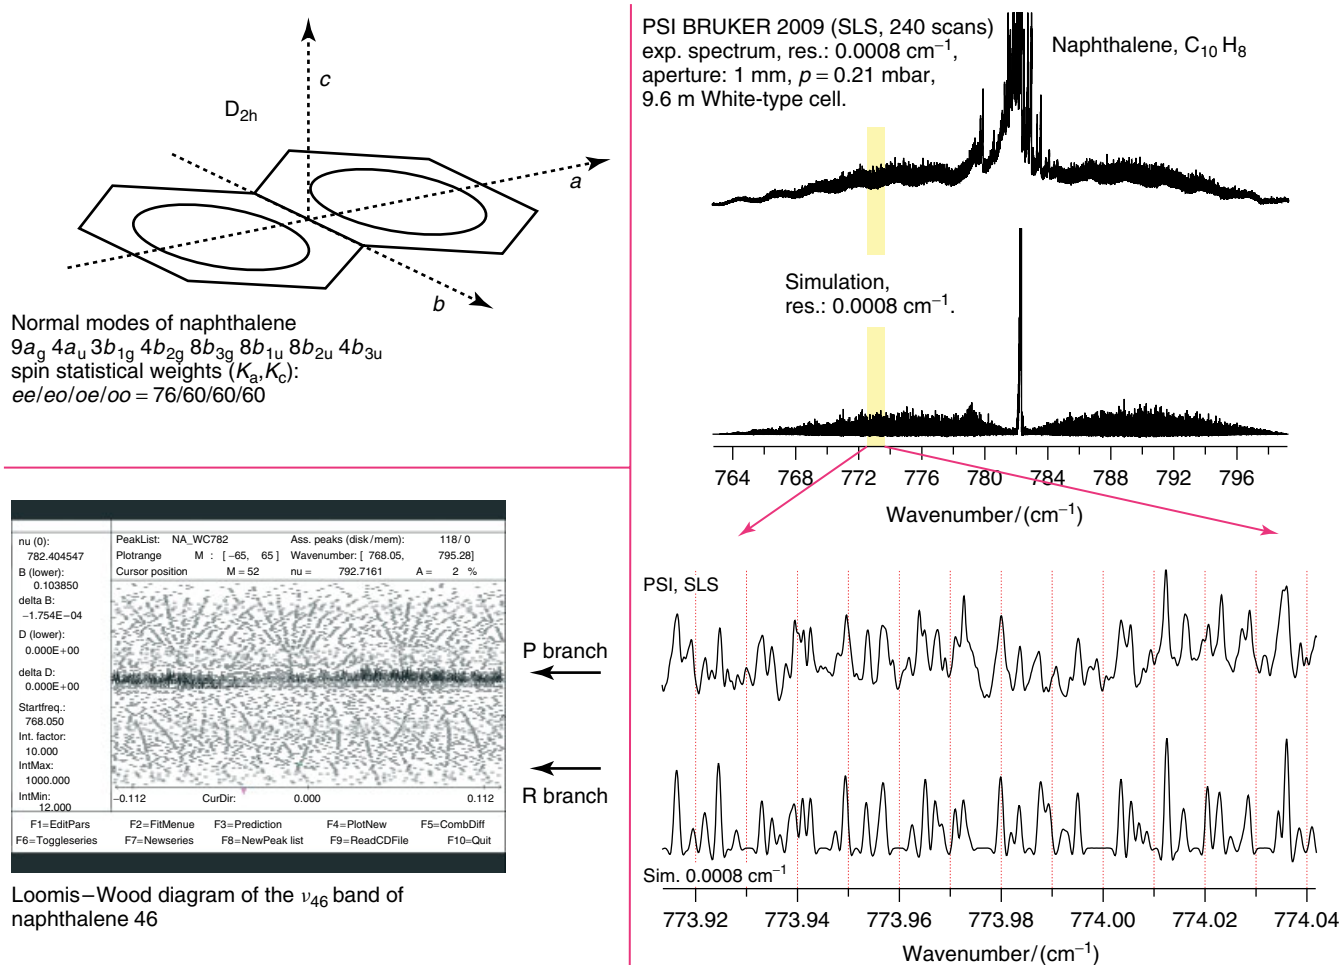 c
D2h
a
b
Normal modes of naphthalene
9ag 4au 3b1g 4b2g 8b3g 8b1u 8b2u 4b3u
spin statistical weights (Ka,Kc):
ee/eo/oe/oo = 76/60/60/60
PSI BRUKER 2009 (SLS, 240 scans)
exp. spectrum, res.: 0.0008 cm−1,
aperture: 1 mm, p = 0.21 mbar,
9.6 m White-type cell.
Naphthalene, C10 H8
Simulation,
res.: 0.0008 cm−1.
764 768 772 776 780 784 788 792 796
Wavenumber/(cm−1)
nu (0):
782.404547
B (lower):
0.103850
delta B:
−1.754E−04
D (lower):
0.000E+00
delta D:
0.000E+00
Startfreq.:
768.050
Int. factor:
10.000
IntMax:
1000.000
IntMin:
12.000
PeakList: NA_WC782 Ass. peaks (disk/mem): 118/ 0
Plotrange M : [ −65, 65 ] Wavenumber: [ 768.05, 795.28]
Cursor position M = 52 nu = 792.7161 A = 2 %
−0.112 CurDir: 0.000 0.112
F1=EditPars F2=FitMenue F3=Prediction F4=PlotNew F5=CombDiff
F6=Toggleseries F7=Newseries F8=NewPeak list F9=ReadCDFile F10=Quit
P branch
R branch
Loomis−Wood diagram of the ν46 band of
naphthalene 46
PSI, SLS
Sim. 0.0008 cm−1
773.92 773.94 773.96 773.98 774.00 774.02 774.04
Wavenumber/(cm−1)